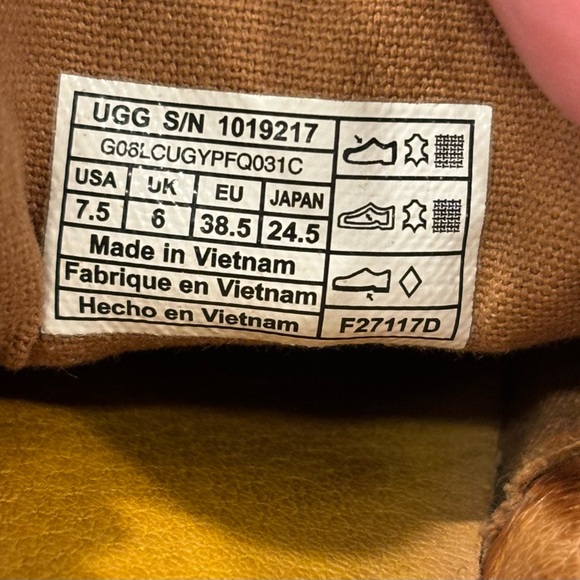 UGG S/N 1019217
G08LCUGYPFQ031C
USA UK EU JAPAN
7.5 6 38.5 24.5
Made in Vietnam
Fabrique en Vietnam
Hecho en Vietnam
F27117D